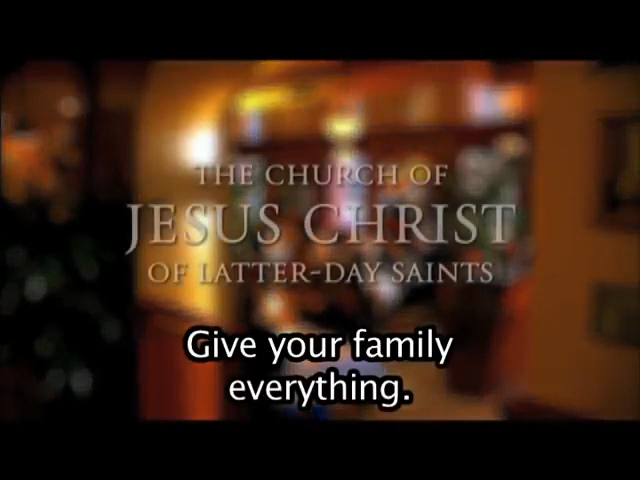 THE CHURCH OF
JESUS CHRIST
OF LATTER-DAY SAINTS
Give your family
everything.